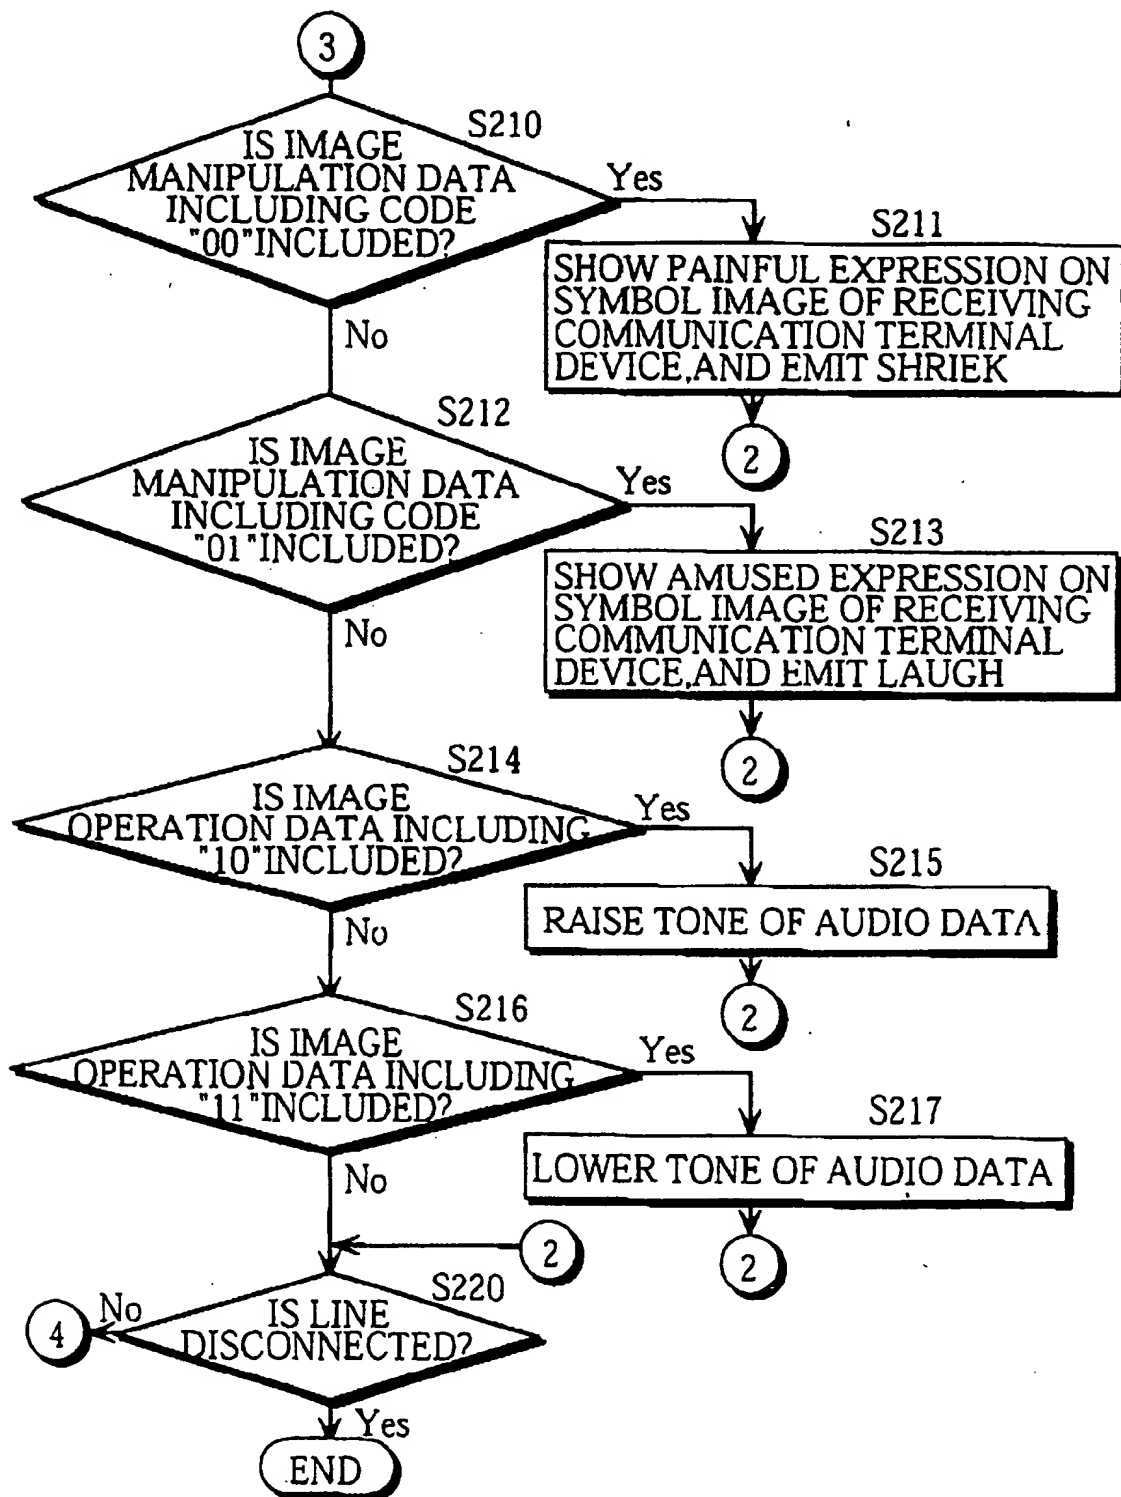 3
S210
IS IMAGE
MANIPULATION DATA
INCLUDING CODE
"00"INCLUDED?
Yes
No
S211
SHOW PAINFUL EXPRESSION ON
SYMBOL IMAGE OF RECEIVING
COMMUNICATION TERMINAL
DEVICE,AND EMIT SHRIEK
2
S212
IS IMAGE
MANIPULATION DATA
INCLUDING CODE
"01"INCLUDED?
Yes
No
S213
SHOW AMUSED EXPRESSION ON
SYMBOL IMAGE OF RECEIVING
COMMUNICATION TERMINAL
DEVICE,AND EMIT LAUGH
2
S214
IS IMAGE
OPERATION DATA INCLUDING
"10"INCLUDED?
Yes
No
S215
RAISE TONE OF AUDIO DATA
2
S216
IS IMAGE
OPERATION DATA INCLUDING
"11"INCLUDED?
Yes
No
S217
LOWER TONE OF AUDIO DATA
2
2
S220
IS LINE
DISCONNECTED?
No
4
Yes
END